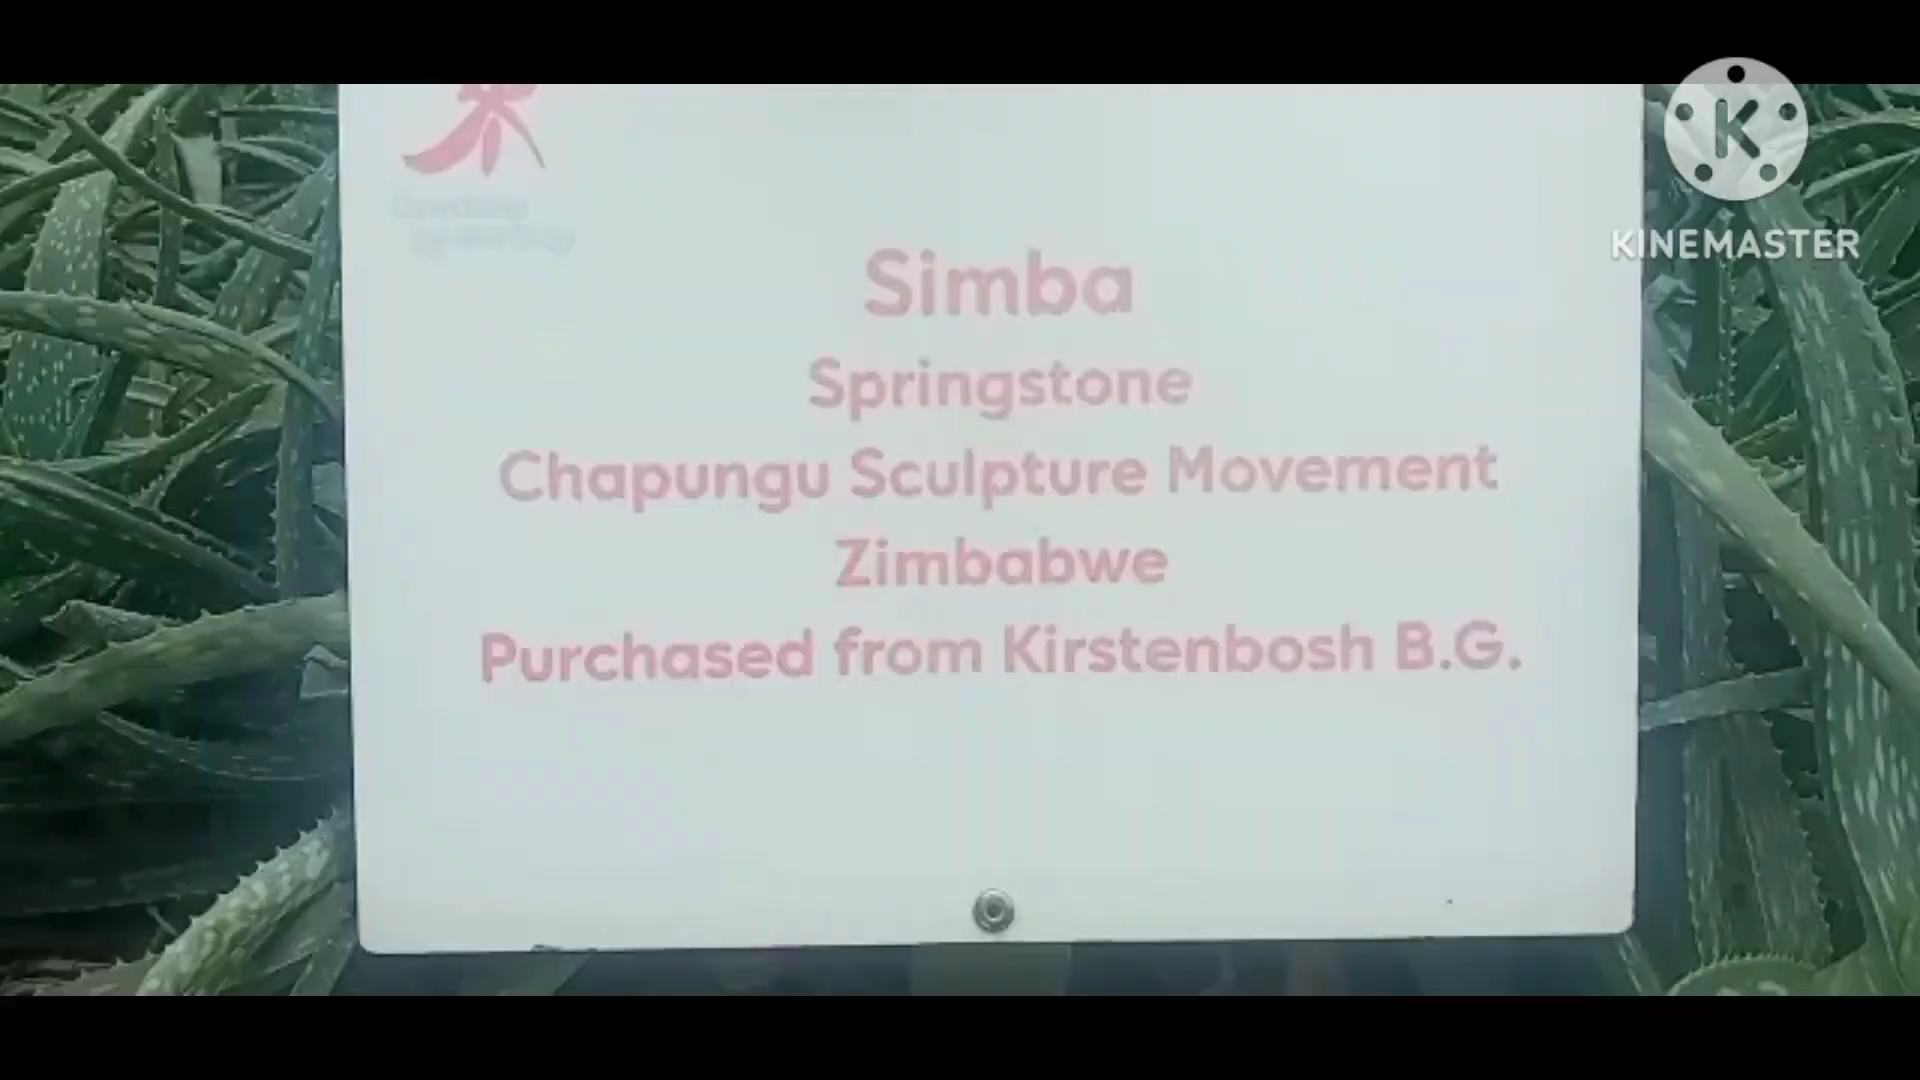 KINEMASTER
Simba
Springstone
Chapungu Sculpture Movement
Zimbabwe
Purchased from Kirstenbosh B.G.